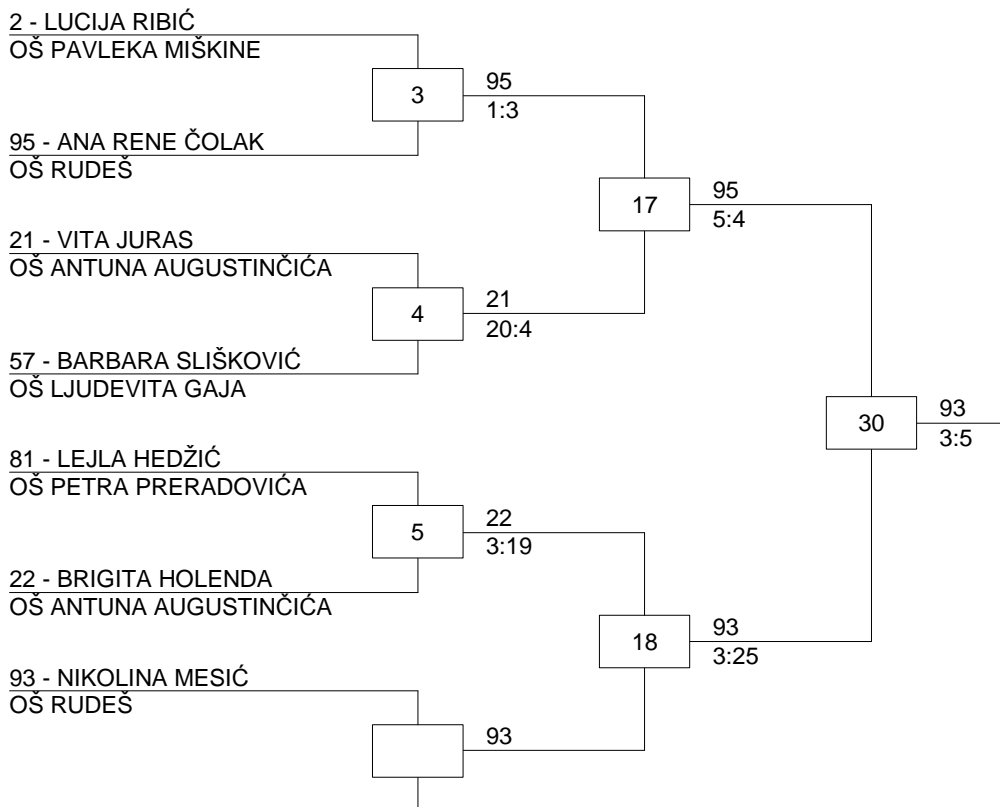 2 - LUCIJA RIBIĆ
OŠ PAVLEKA MIŠKINE
3
95
1:3
95 - ANA RENE ČOLAK
OŠ RUDEŠ
17
95
5:4
21 - VITA JURAS
OŠ ANTUNA AUGUSTINČIĆA
4
21
20:4
57 - BARBARA SLIŠKOVIĆ
OŠ LJUDEVITA GAJA
30
93
3:5
81 - LEJLA HEDŽIĆ
OŠ PETRA PRERADOVIĆA
5
22
3:19
22 - BRIGITA HOLENDA
OŠ ANTUNA AUGUSTINČIĆA
18
93
3:25
93 - NIKOLINA MESIĆ
OŠ RUDEŠ
93